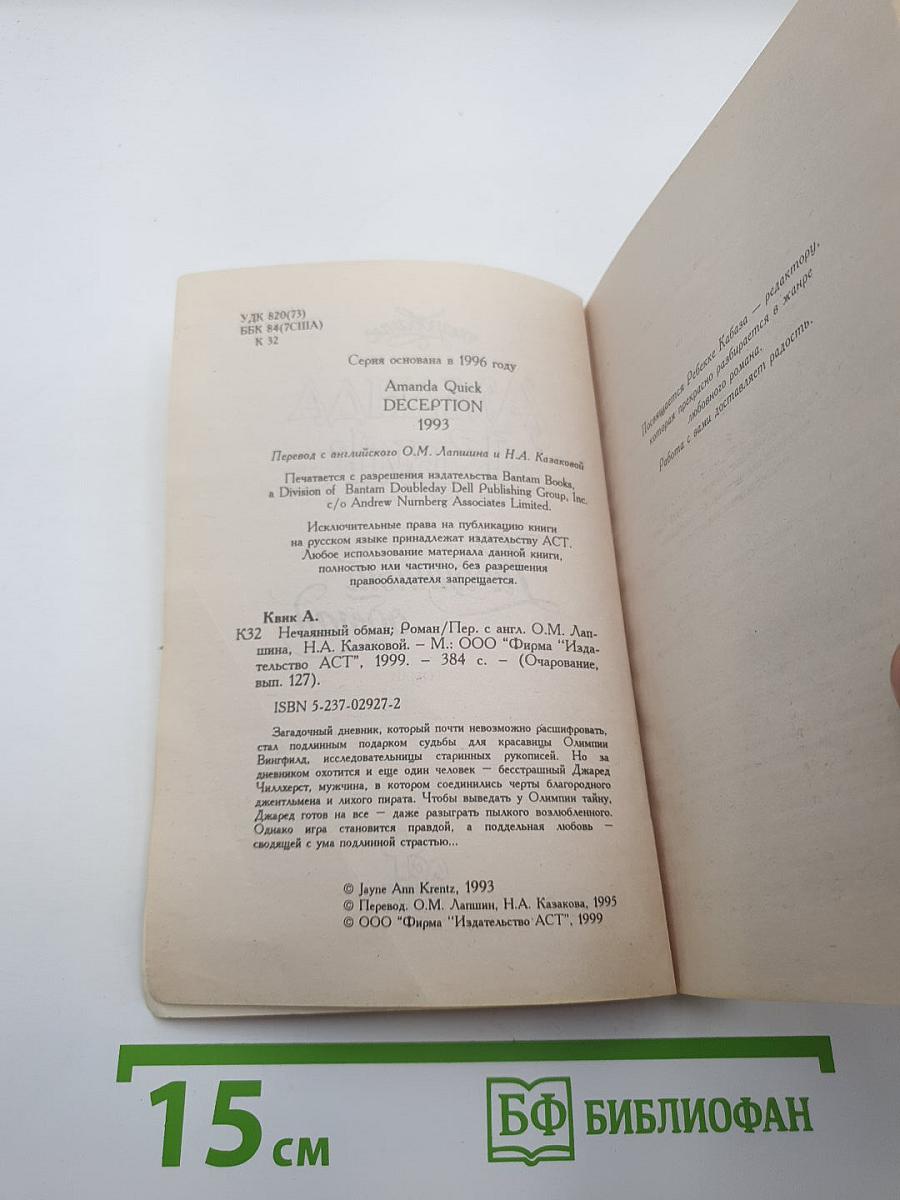 УДК 820(73)
ББК 84(7США)
К 32
Серия основана в 1996 году
Amanda Quick
DECEPTION
1993
Перевод с английского О.М. Лапшина и Н.А. Казаковой
Печатается с разрешения издательства Bantam Books,
a Division of Bantam Doubleday Dell Publishing Group, Inc.
c/o Andrew Nurnberg Associates Limited.
Исключительные права на публикацию книги
на русском языке принадлежат издательству АСТ.
Любое использование материала данной книги,
полностью или частично, без разрешения
правообладателя запрещается.
Квик А.
К32 Нечаянный обман; Роман/Пер. с англ. О.М. Лап-
шина, Н.А. Казаковой. – М.: ООО "Фирма "Изда-
тельство АСТ", 1999. – 384 с. – (Очарование,
вып. 127).
ISBN 5-237-02927-2
Загадочный дневник, который почти невозможно расшифровать,
стал подлинным подарком судьбы для красавицы Олимпии
Вингфилд, исследовательницы старинных рукописей. Но за
дневником охотится и еще один человек – бесстрашный Джаред
Чиллхерст, мужчина, в котором соединились черты благородного
джентльмена и лихого пирата. Чтобы выведать у Олимпии тайну,
Джаред готов на все – даже разыграть пылкого возлюбленного.
Однако игра становится правдой, а поддельная любовь –
сводящей с ума подлинной страстью...
© Jayne Ann Krentz, 1993
© Перевод. О.М. Лапшин, Н.А. Казакова, 1995
© ООО "Фирма "Издательство АСТ", 1999
Посвящается Ребекке Кабаза — редактору,
которая прекрасно разбирается в жанре
любовного романа.
Работа с вами доставляет радость.
15 см
БФ БИБЛИОФАН